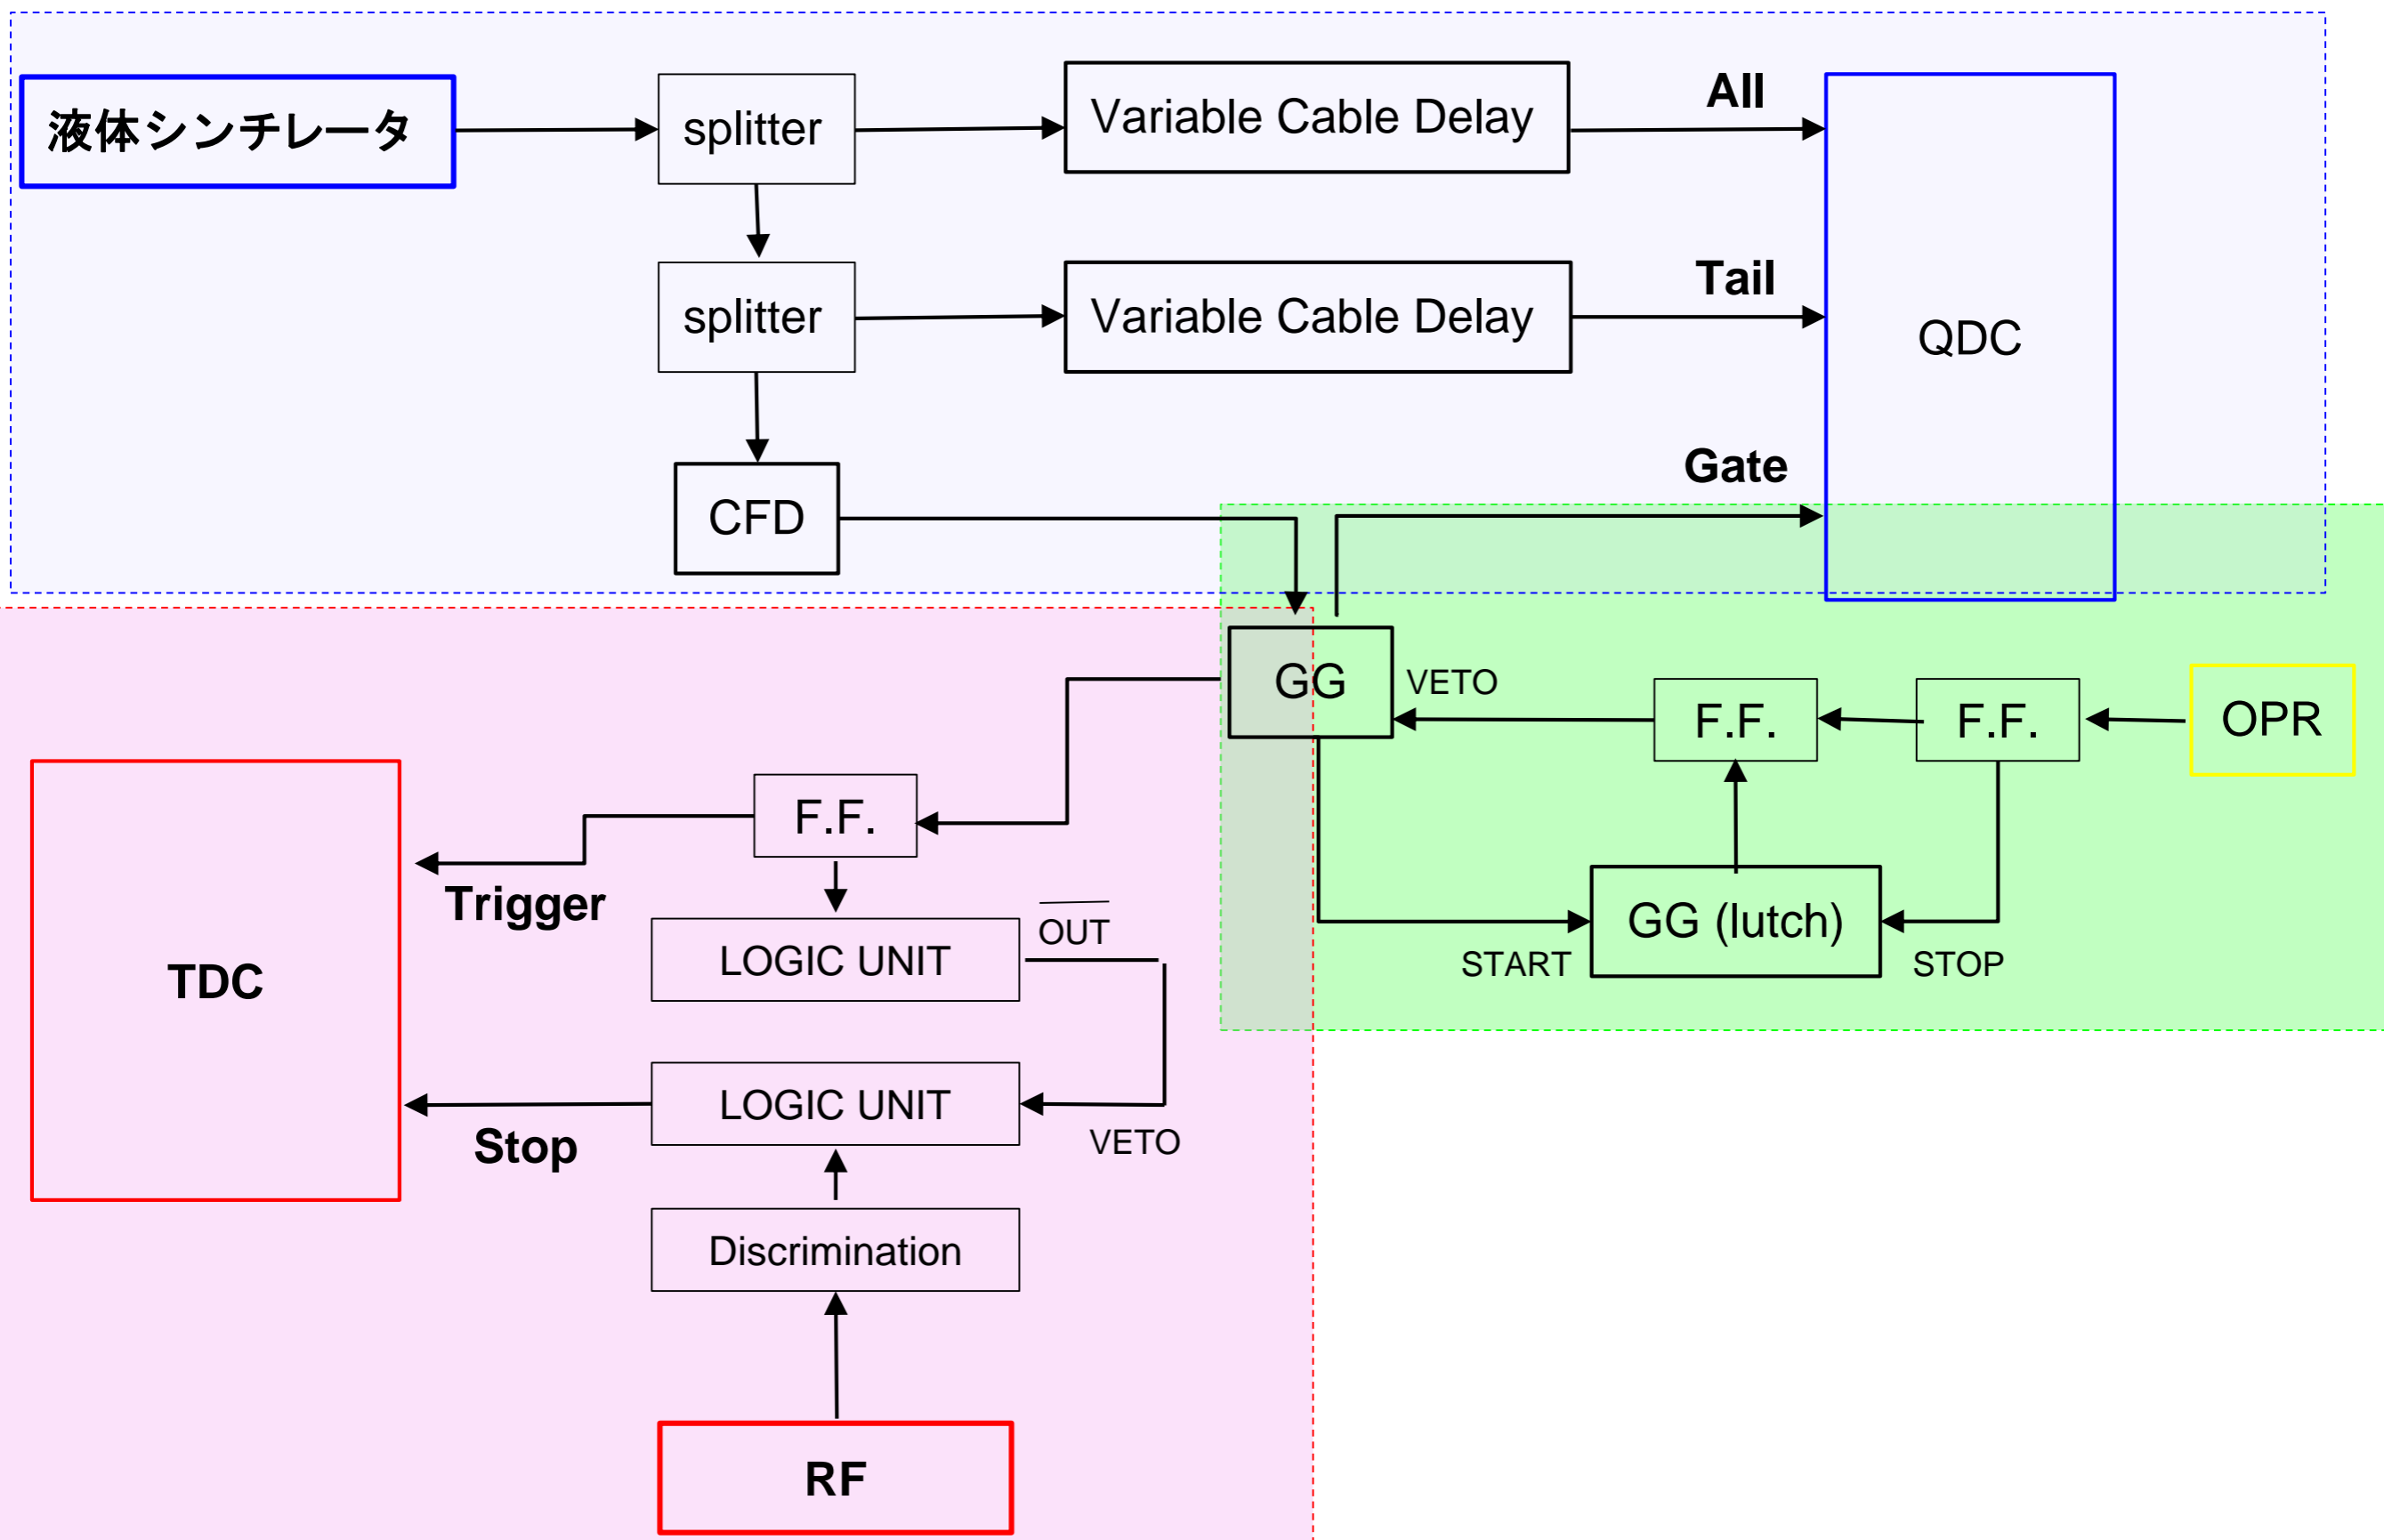 液体シンチレータ
splitter
Variable Cable Delay
All
splitter
Variable Cable Delay
Tail
QDC
CFD
Gate
GG
VETO
F.F.
F.F.
OPR
GG (lutch)
START
STOP
F.F.
Trigger
LOGIC UNIT
OUT
TDC
LOGIC UNIT
Stop
VETO
Discrimination
RF